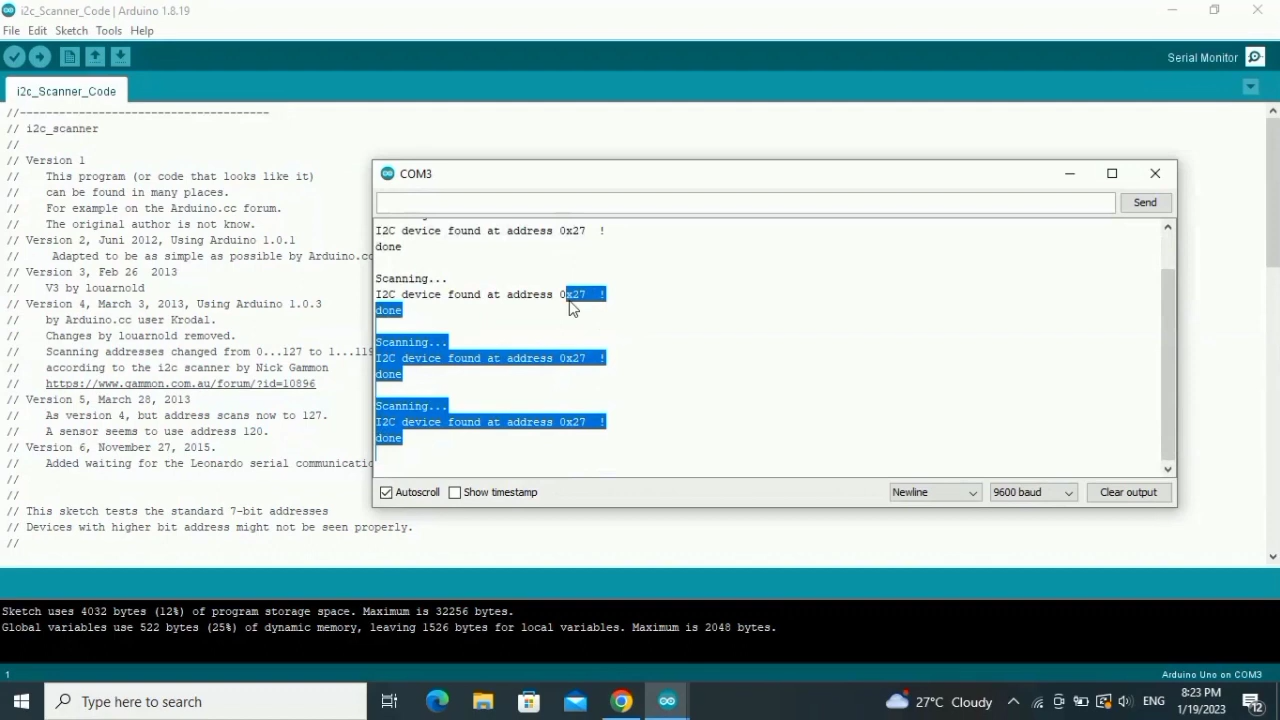 i2c_Scanner_Code | Arduino 1.8.19
File Edit Sketch Tools Help
Serial Monitor
i2c_Scanner_Code
//--------------------------------------
// i2c_scanner
//
// Version 1
//    This program (or code that looks like it)
//    can be found in many places.
//    For example on the Arduino.cc forum.
//    The original author is not know.
// Version 2, Juni 2012, Using Arduino 1.0.1
//     Adapted to be as simple as possible by Arduino.cc
// Version 3, Feb 26  2013
//    V3 by louarnold
// Version 4, March 3, 2013, Using Arduino 1.0.3
//    by Arduino.cc user Krodal.
//    Changes by louarnold removed.
//    Scanning addresses changed from 0...127 to 1...119
//    according to the i2c scanner by Nick Gammon
//    https://www.gammon.com.au/forum/?id=10896
// Version 5, March 28, 2013
//    As version 4, but address scans now to 127.
//    A sensor seems to use address 120.
// Version 6, November 27, 2015.
//    Added waiting for the Leonardo serial
//
//
// This sketch tests the standard 7-bit addresses
// Devices with higher bit address might not be seen properly.
//
COM3
Send
I2C device found at address 0x27  !
done
Scanning...
I2C device found at address 0x27  !
done
Scanning...
I2C device found at address 0x27  !
done
Scanning...
I2C device found at address 0x27  !
done
Autoscroll Show timestamp Newline 9600 baud Clear output
Sketch uses 4032 bytes (12%) of program storage space. Maximum is 32256 bytes.
Global variables use 522 bytes (25%) of dynamic memory, leaving 1526 bytes for local variables. Maximum is 2048 bytes.
1 Arduino Uno on COM3
Type here to search
27°C Cloudy
ENG
8:23 PM
1/19/2023
12